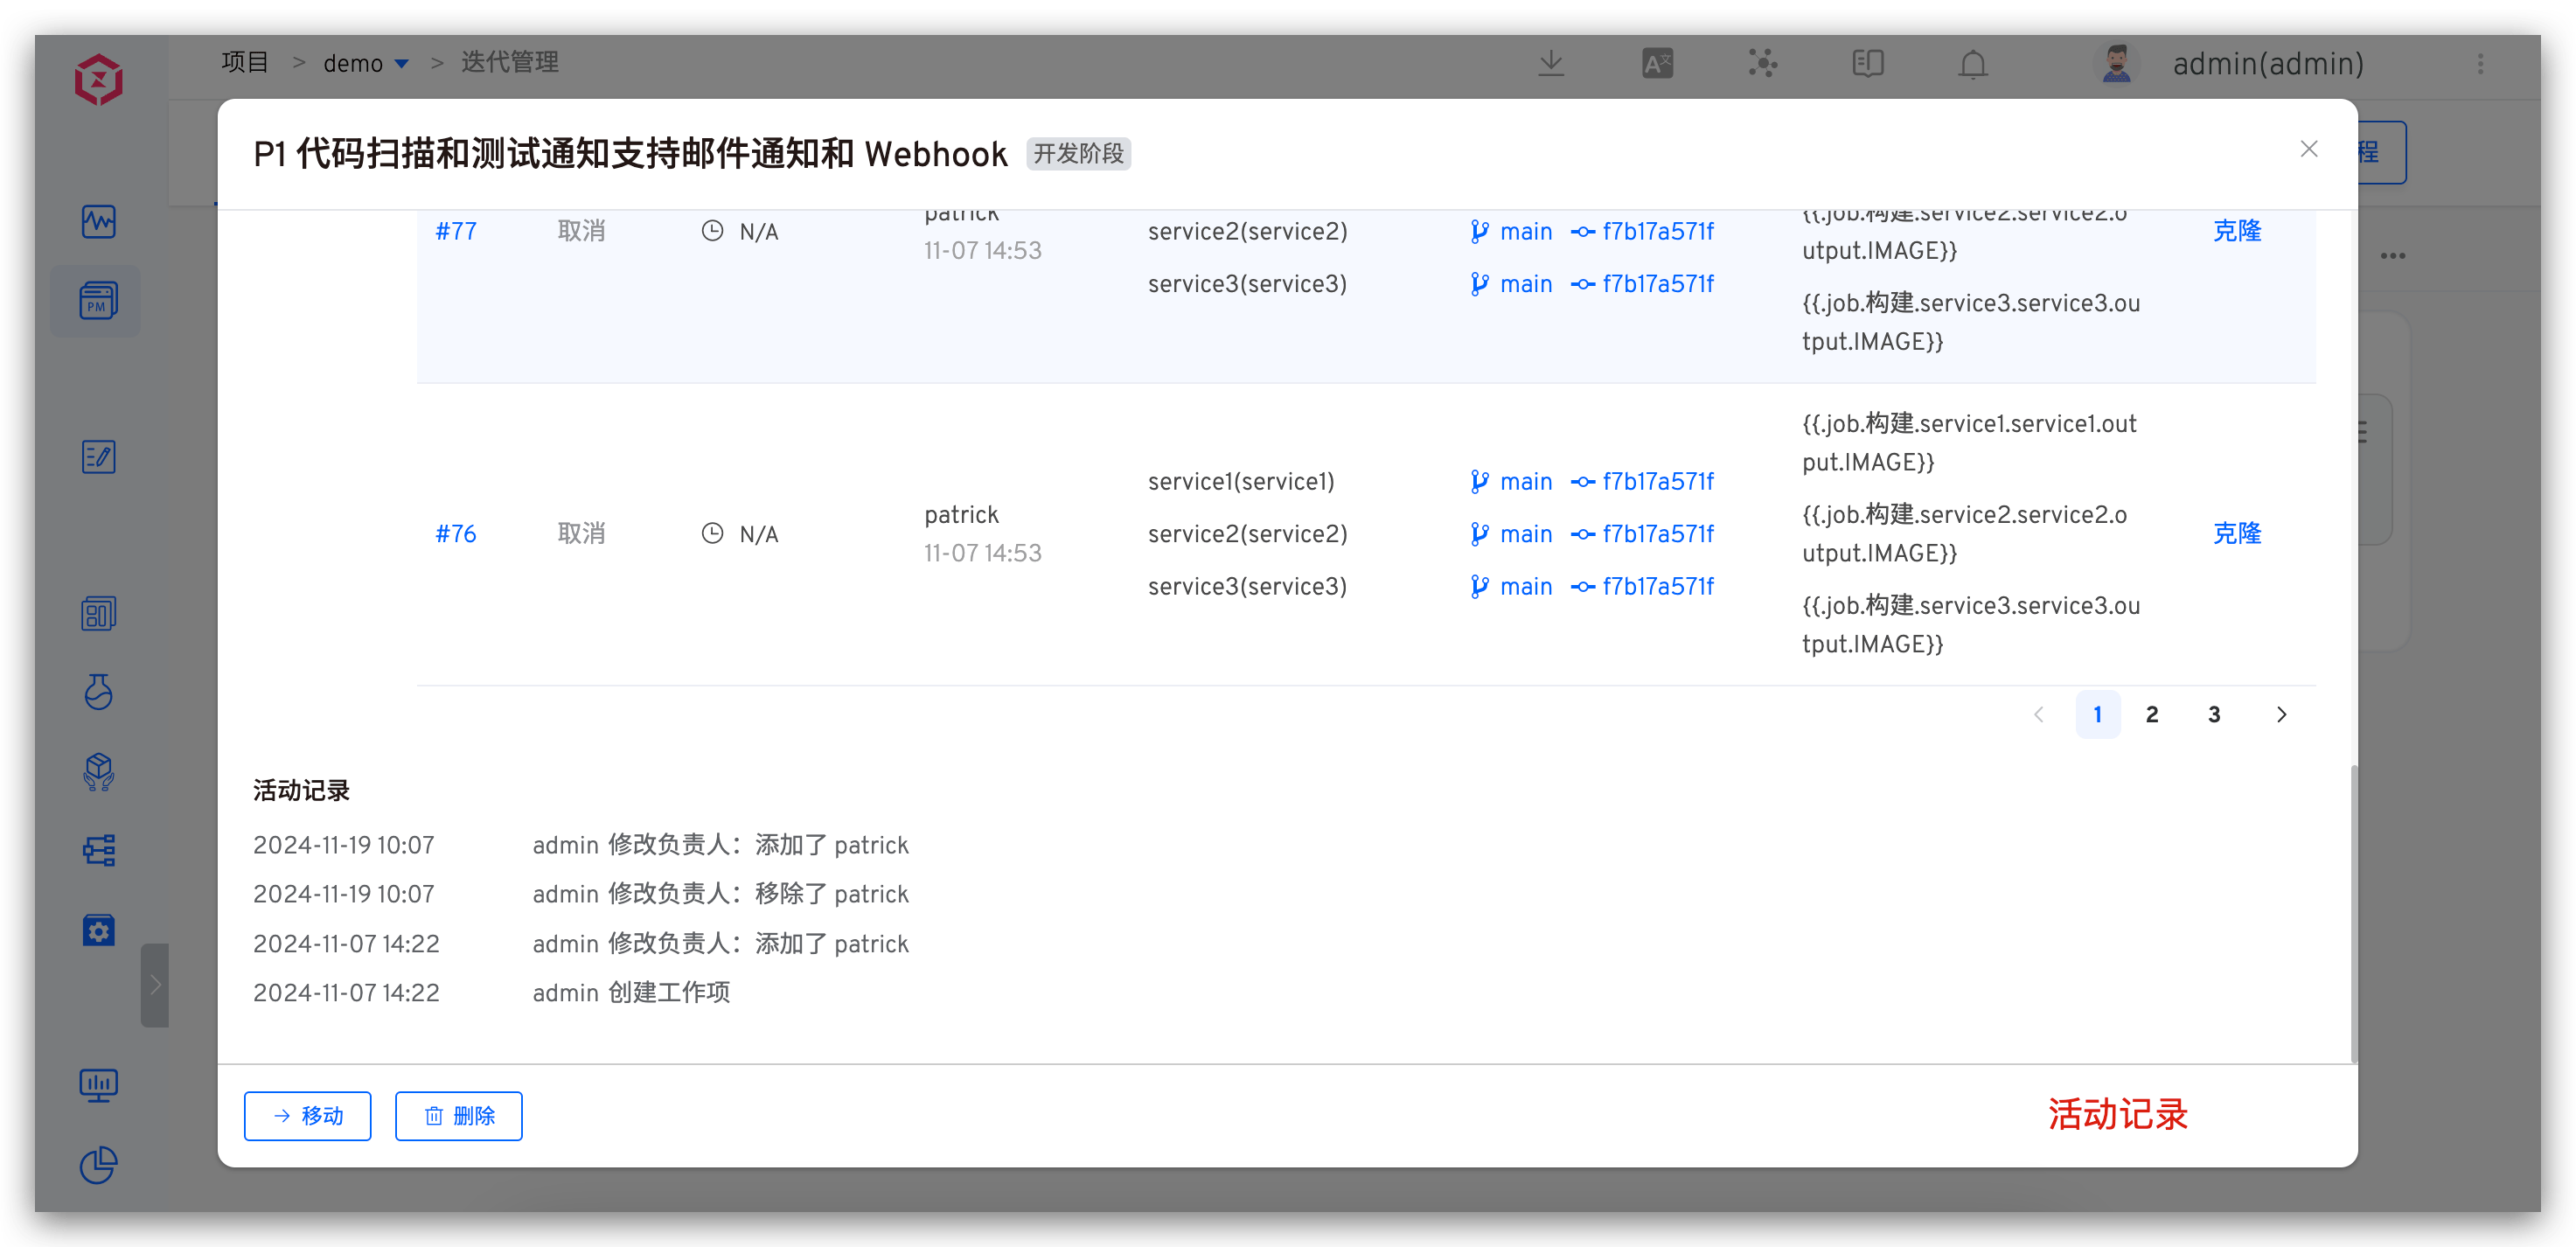 项目 > demo > 迭代管理
admin(admin)
P1 代码扫描和测试通知支持邮件通知和 Webhook 开发阶段
程
PM
#77 取消 N/A
patrick
11-07 14:53
service2(service2) main f7b17a571f
service3(service3) main f7b17a571f
{{.job.构建.service2.service2.o
utput.IMAGE}}
{{.job.构建.service3.service3.ou
tput.IMAGE}}
克隆
#76 取消 N/A
patrick
11-07 14:53
service1(service1) main f7b17a571f
service2(service2) main f7b17a571f
service3(service3) main f7b17a571f
{{.job.构建.service1.service1.out
put.IMAGE}}
{{.job.构建.service2.service2.o
utput.IMAGE}}
{{.job.构建.service3.service3.ou
tput.IMAGE}}
克隆
1 2 3
活动记录
2024-11-19 10:07 admin 修改负责人：添加了 patrick
2024-11-19 10:07 admin 修改负责人：移除了 patrick
2024-11-07 14:22 admin 修改负责人：添加了 patrick
2024-11-07 14:22 admin 创建工作项
移动 删除
活动记录